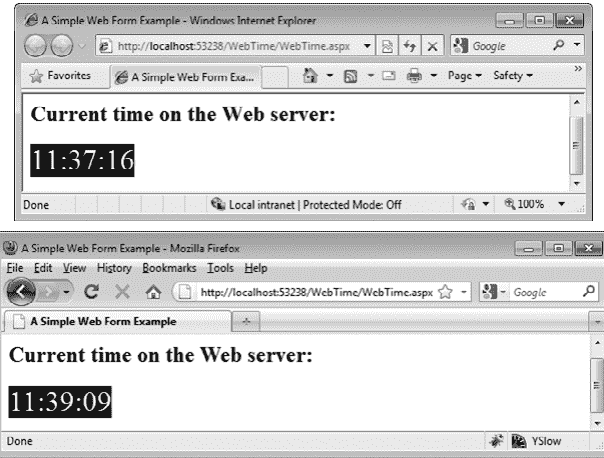 A Simple Web Form Example - Windows Internet Explorer
http://localhost:53238/WebTime/WebTime.aspx Google
Favorites A Simple Web Form Exa... Page Safety »
Current time on the Web server:
11:37:16
Done Local intranet | Protected Mode: Off 100%
A Simple Web Form Example - Mozilla Firefox
File Edit View History Bookmarks Tools Help
http://localhost:53238/WebTime/WebTime.aspx Google
A Simple Web Form Example
Current time on the Web server:
11:39:09
Done YSlow